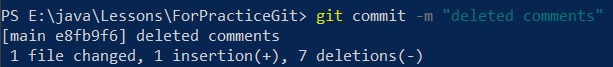 PS E:\java\Lessons\ForPracticeGit> git commit -m "deleted comments"
[main e8fb9f6] deleted comments
 1 file changed, 1 insertion(+), 7 deletions(-)